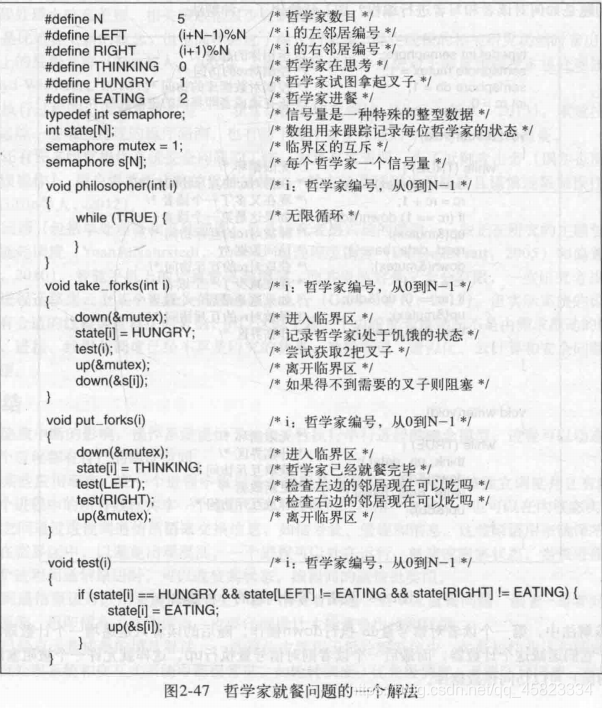 #define N 5 /* 哲学家数目 */
#define LEFT (i+N−1)%N /* i 的左邻居编号 */
#define RIGHT (i+1)%N /* i 的右邻居编号 */
#define THINKING 0 /* 哲学家在思考 */
#define HUNGRY 1 /* 哲学家试图拿起叉子 */
#define EATING 2 /* 哲学家进餐 */
typedef int semaphore; /* 信号量是一种特殊的整型数据 */
int state[N]; /* 数组用来跟踪记录每位哲学家的状态 */
semaphore mutex = 1; /* 临界区的互斥 */
semaphore s[N]; /* 每个哲学家一个信号量 */
void philosopher(int i) /* i: 哲学家编号，从0到N−1 */
{
while (TRUE) { /* 无限循环 */
}
}
void take_forks(int i) /* i: 哲学家编号，从0到N−1 */
{
down(&mutex); /* 进入临界区 */
state[i] = HUNGRY; /* 记录哲学家i处于饥饿的状态 */
test(i); /* 尝试获取2把叉子 */
up(&mutex); /* 离开临界区 */
down(&s[i]); /* 如果得不到需要的叉子则阻塞 */
}
void put_forks(i) /* i: 哲学家编号，从0到N−1 */
{
down(&mutex); /* 进入临界区 */
state[i] = THINKING; /* 哲学家已经就餐完毕 */
test(LEFT); /* 检查左边的邻居现在可以吃吗 */
test(RIGHT); /* 检查右边的邻居现在可以吃吗 */
up(&mutex); /* 离开临界区 */
}
void test(i) /* i: 哲学家编号，从0到N−1 */
{
if (state[i] == HUNGRY && state[LEFT] != EATING && state[RIGHT] != EATING) {
state[i] = EATING;
up(&s[i]);
}
}
图2-47 哲学家就餐问题的一个解法
csdn.net/qq_45823334